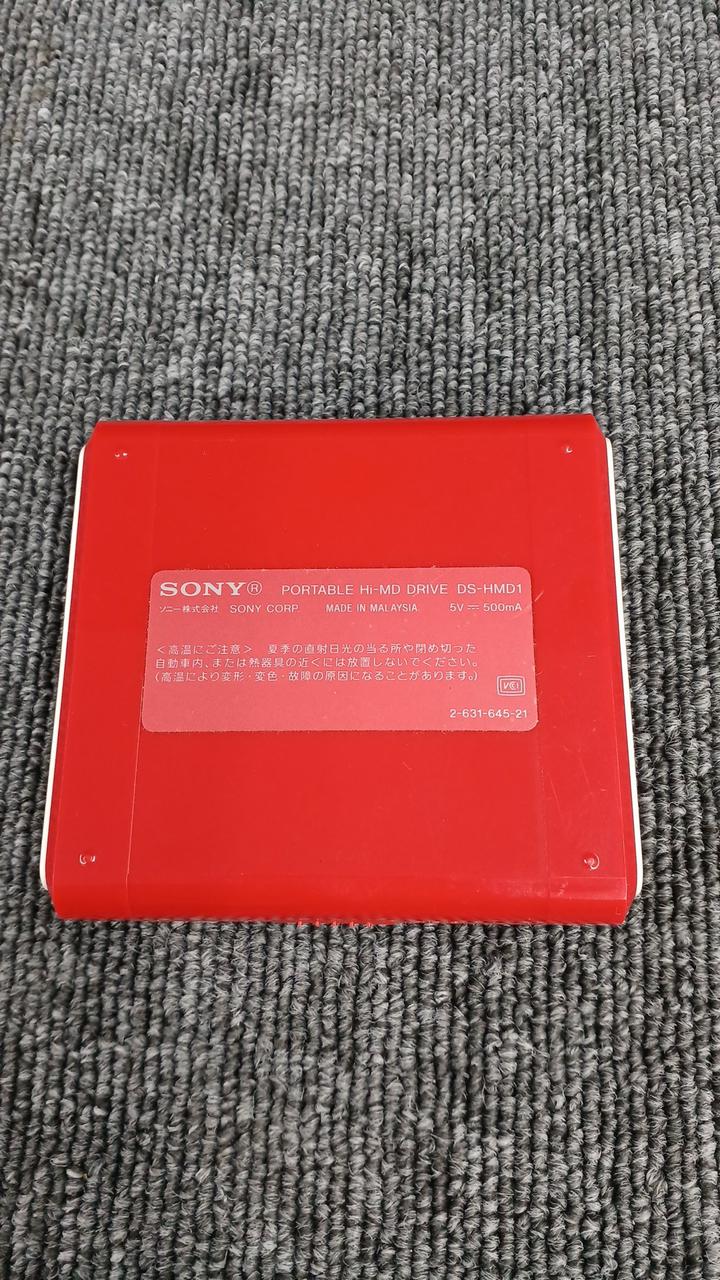 SONY® PORTABLE Hi-MD DRIVE DS-HMD1
ソニー株式会社 SONY CORP. MADE IN MALAYSIA. 5V ⎓ 500mA
<高温にご注意> 夏季の直射日光の当る所や閉め切った
自動車内、または熱器具の近くには放置しないでください。
(高温により変形・変色・故障の原因になることがあります。)
VCI
2-631-645-21